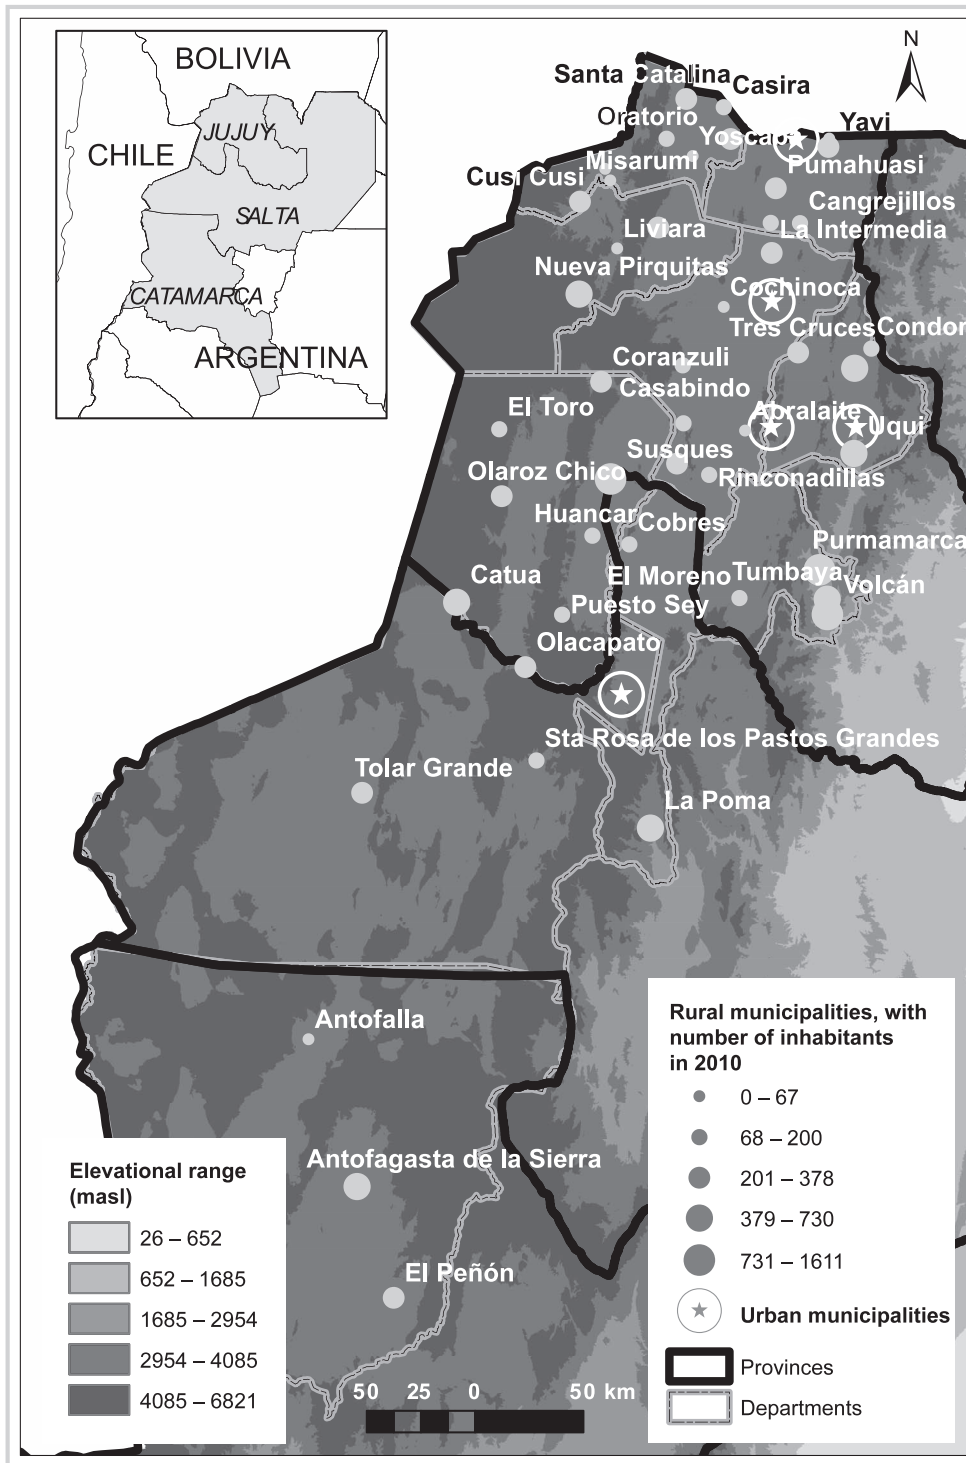 BOLIVIA
JUJUY
CHILE
SALTA
CATAMARCA
ARGENTINA
N
Santa Catalina
Casira
Oratorio
Yavi
Yoscaba
Misarumi
Pumahuasi
Cusi Cusi
Cangrejillos
Liviara
La Intermedia
Nueva Pirquitas
Cochinoca
Tres Cruces
Condor
Coranzuli
Casabindo
El Toro
Abralaite
Uqui
Susques
Olaroz Chico
Rinconadillas
Huancar
Cobres
Purmamarca
Catua
El Moreno
Tumbaya
Volcán
Puesto Sey
Olacapato
Sta Rosa de los Pastos Grandes
Tolar Grande
La Poma
Antofalla
Antofagasta de la Sierra
El Peñón
Rural municipalities, with
number of inhabitants
in 2010
0 – 67
68 – 200
201 – 378
379 – 730
731 – 1611
Urban municipalities
Provinces
Departments
Elevational range
(masl)
26 – 652
652 – 1685
1685 – 2954
2954 – 4085
4085 – 6821
50 25 0 50 km